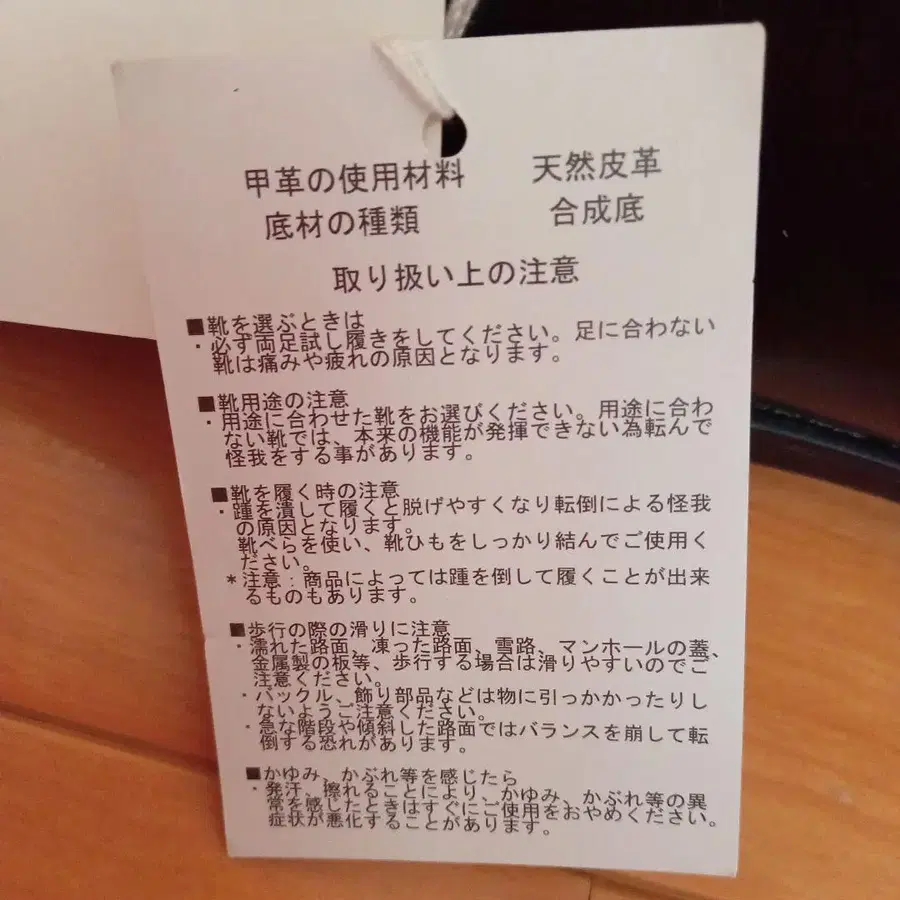 甲革の使用材料 天然皮革
底材の種類 合成底
取り扱い上の注意
■靴を選ぶときは
・必ず両足試し履きをしてください。足に合わない
靴は痛みや疲れの原因となります。
■靴用途の注意
・用途に合わせた靴をお選びください。用途に合わ
ない靴では、本来の機能が発揮できない為転んで
怪我をする事があります。
■靴を履く時の注意
・踵を潰して履くと脱げやすくなり転倒による怪我
の原因となります。
靴べらを使い、靴ひもをしっかり結んでご使用く
ださい。
*注意：商品によっては踵を倒して履くことが出来
るものもあります。
■歩行の際の滑りに注意
・濡れた路面、凍った路面、雪路、マンホールの蓋、
金属製の板等、歩行する場合は滑りやすいのでご
注意ください。
・バックル、飾り部品などは物に引っかかったりし
ないようご注意ください。
・急な階段や傾斜した路面ではバランスを崩して転
倒する恐れがあります。
■かゆみ、かぶれ等を感じたら
・発汗、擦れることにより、かゆみ、かぶれ等の異
常を感じたときはすぐにご使用をおやめください。
症状が悪化することがあります。